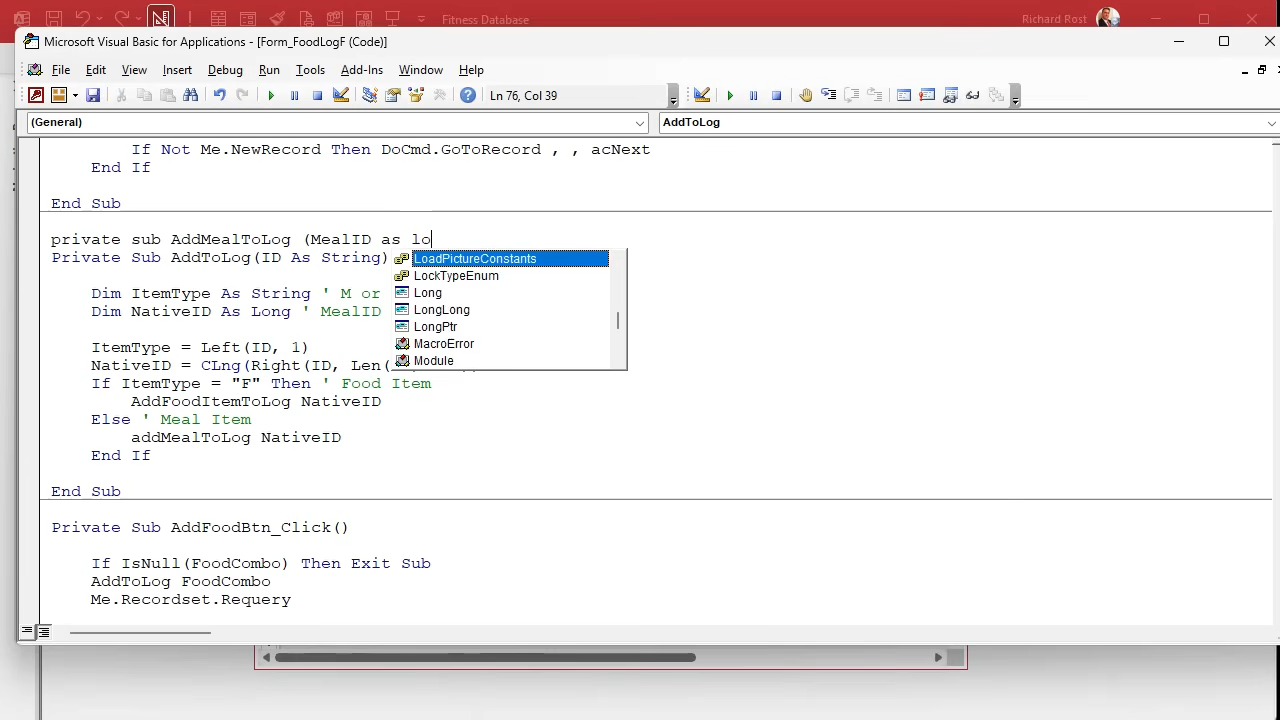 Fitness Database
Richard Rost
Microsoft Visual Basic for Applications - [Form_FoodLogF (Code)]
File Edit View Insert Debug Run Tools Add-Ins Window Help
Ln 76, Col 39
(General) AddToLog
If Not Me.NewRecord Then DoCmd.GoToRecord , , acNext
End If
End Sub
private sub AddMealToLog (MealID as lo
Private Sub AddToLog(ID As String)
LoadPictureConstants
LockTypeEnum
Long
LongLong
LongPtr
MacroError
Module
Dim ItemType As String ' M or
Dim NativeID As Long ' MealID
ItemType = Left(ID, 1)
NativeID = CLng(Right(ID, Len(
If ItemType = "F" Then ' Food Item
AddFoodItemToLog NativeID
Else ' Meal Item
addMealToLog NativeID
End If
End Sub
Private Sub AddFoodBtn_Click()
If IsNull(FoodCombo) Then Exit Sub
AddToLog FoodCombo
Me.Recordset.Requery